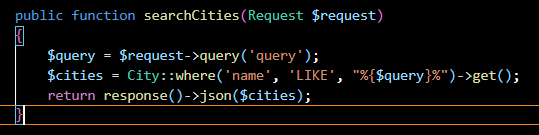 public function searchCities(Request $request)
{
$query = $request->query('query');
$cities = City::where('name', 'LIKE', "%{$query}%")->get();
return response()->json($cities);
}